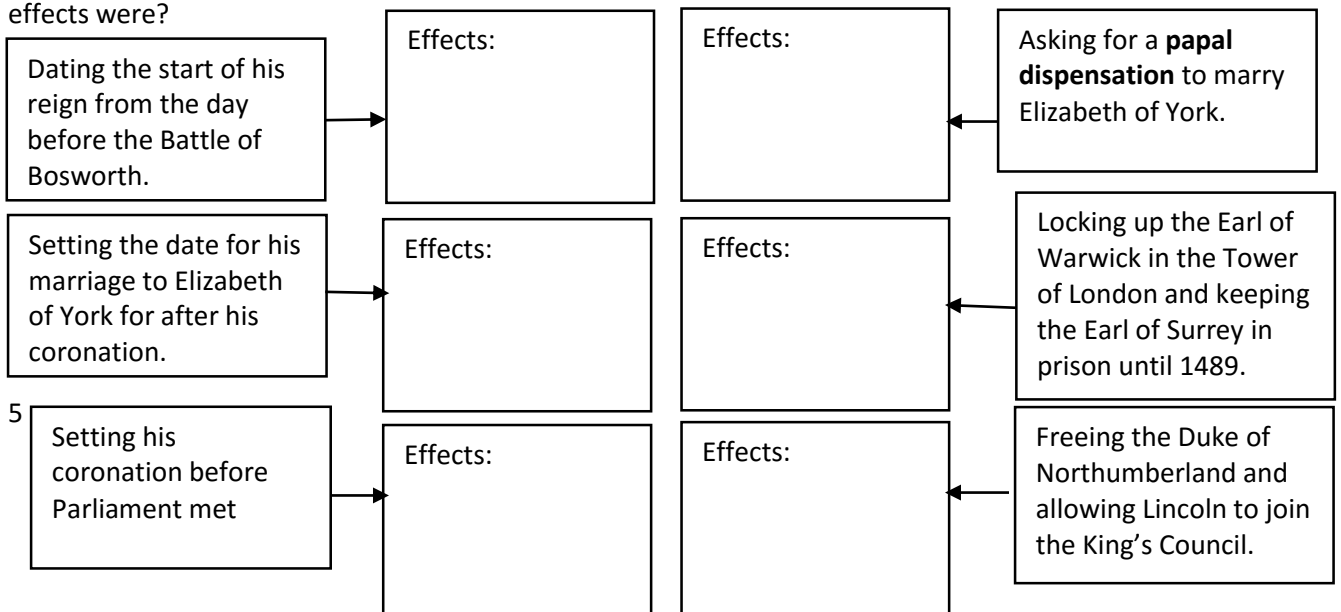 effects were?
Dating the start of his
reign from the day
before the Battle of
Bosworth.
Effects:
Effects:
Asking for a papal
dispensation to marry
Elizabeth of York.
Setting the date for his
marriage to Elizabeth
of York for after his
coronation.
Effects:
Effects:
Locking up the Earl of
Warwick in the Tower
of London and keeping
the Earl of Surrey in
prison until 1489.
5
Setting his
coronation before
Parliament met
Effects:
Effects:
Freeing the Duke of
Northumberland and
allowing Lincoln to join
the King’s Council.